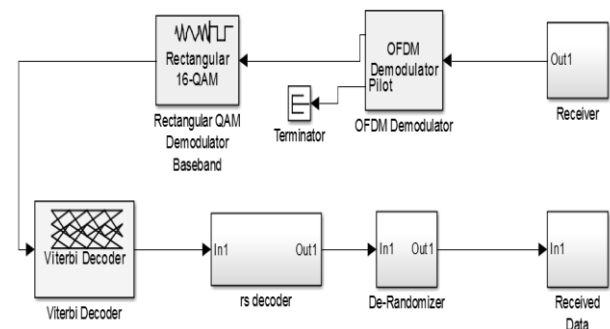 Rectangular
16-QAM
Rectangular QAM
Demodulator
Baseband
Terminator
OFDM
Demodulator
Pilot
OFDM Demodulator
Out1
Receiver
Viterbi Decoder
Viterbi Decoder
In1 Out1
rs decoder
In1 Out1
De-Randomizer
In1
Received
Data